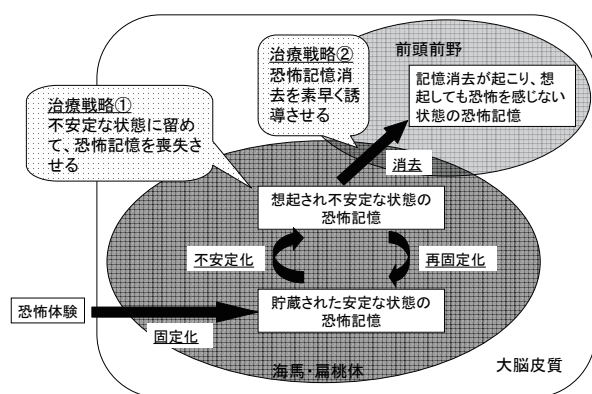 治療戦略①
不安定な状態に留め
て、恐怖記憶を喪失さ
せる
治療戦略②
恐怖記憶消
去を素早く誘
導させる
前頭前野
記憶消去が起こり、想
起しても恐怖を感じない
状態の恐怖記憶
消去
想起され不安定な状態の
恐怖記憶
不安定化
再固定化
貯蔵された安定な状態の
恐怖記憶
恐怖体験
固定化
海馬・扁桃体
大脳皮質